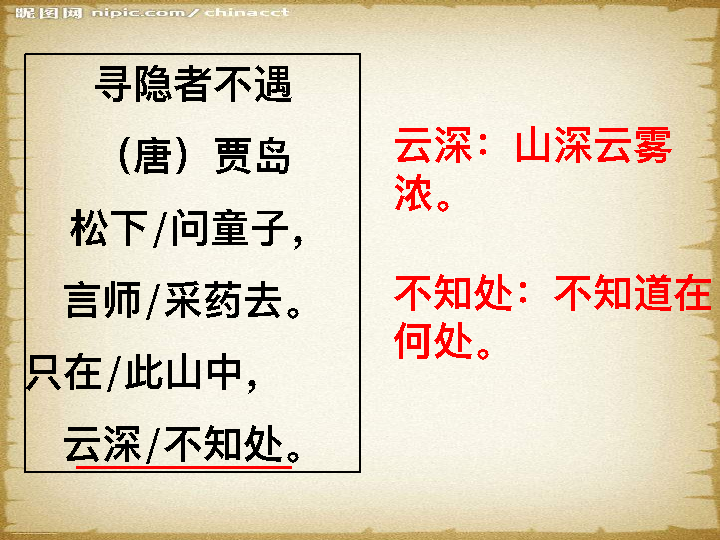 昵图网 nipic.com/chinacct
寻隐者不遇
（唐）贾岛
松下/问童子，
言师/采药去。
只在/此山中，
云深/不知处。
云深：山深云雾
浓。
不知处：不知道在
何处。